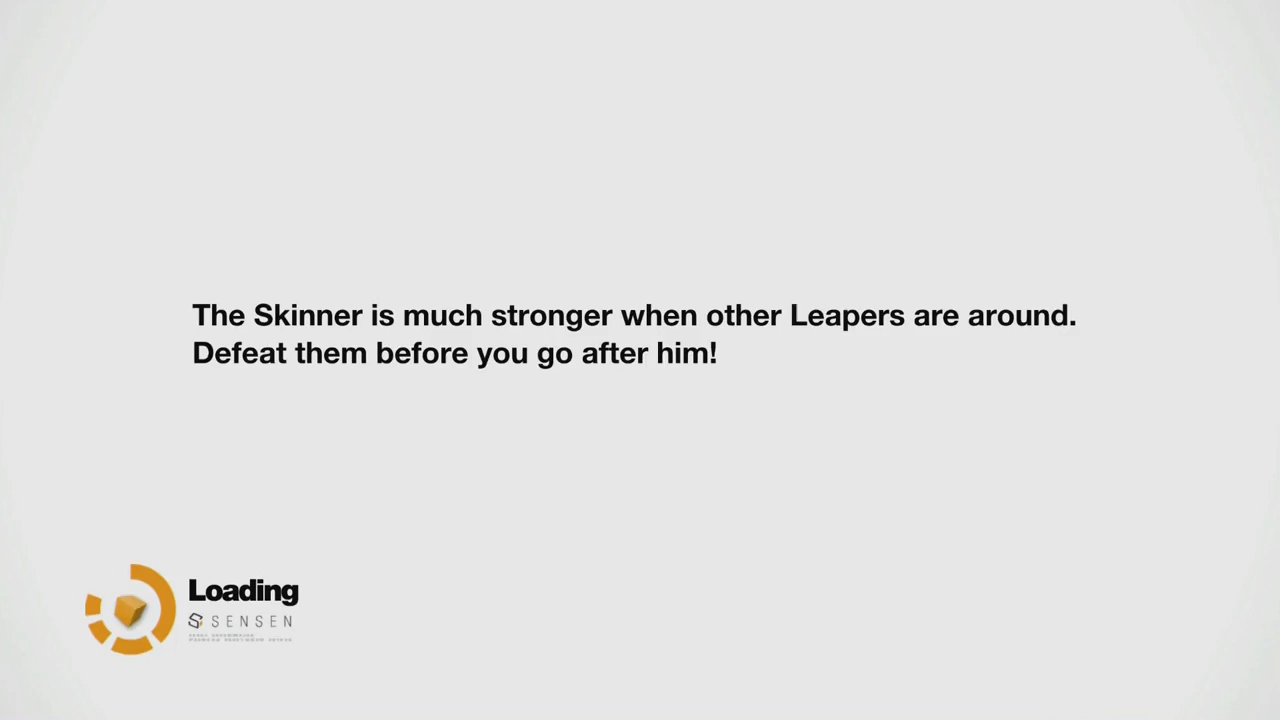 The Skinner is much stronger when other Leapers are around.
Defeat them before you go after him!
Loading
SENSEN